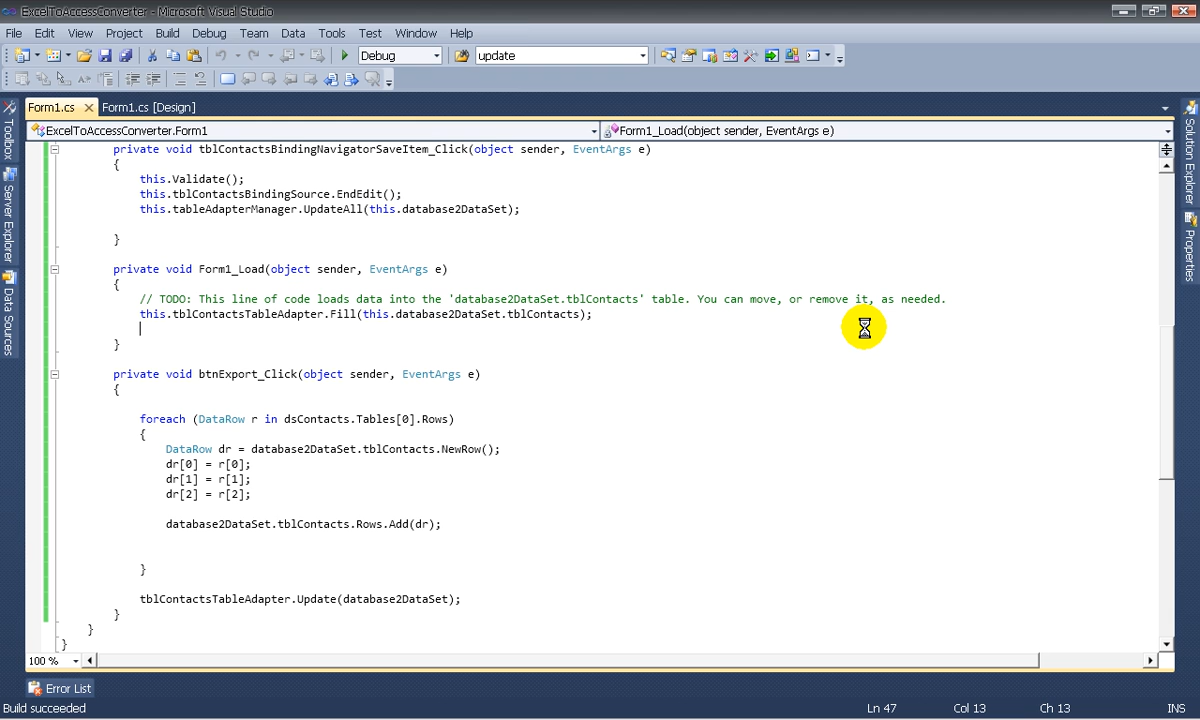 ExcelToAccessConverter - Microsoft Visual Studio
File Edit View Project Build Debug Team Data Tools Test Window Help
Debug update
Form1.cs Form1.cs [Design]
ExcelToAccessConverter.Form1 Form1_Load(object sender, EventArgs e)
private void tblContactsBindingNavigatorSaveItem_Click(object sender, EventArgs e)
{
this.Validate();
this.tblContactsBindingSource.EndEdit();
this.tableAdapterManager.UpdateAll(this.database2DataSet);
}
private void Form1_Load(object sender, EventArgs e)
{
// TODO: This line of code loads data into the 'database2DataSet.tblContacts' table. You can move, or remove it, as needed.
this.tblContactsTableAdapter.Fill(this.database2DataSet.tblContacts);
}
private void btnExport_Click(object sender, EventArgs e)
{
foreach (DataRow r in dsContacts.Tables[0].Rows)
{
DataRow dr = database2DataSet.tblContacts.NewRow();
dr[0] = r[0];
dr[1] = r[1];
dr[2] = r[2];
database2DataSet.tblContacts.Rows.Add(dr);
}
tblContactsTableAdapter.Update(database2DataSet);
}
}
}
100 %
Error List
Build succeeded Ln 47 Col 13 Ch 13 INS
Toolbox
Server Explorer
Data Sources
Solution Explorer
Properties